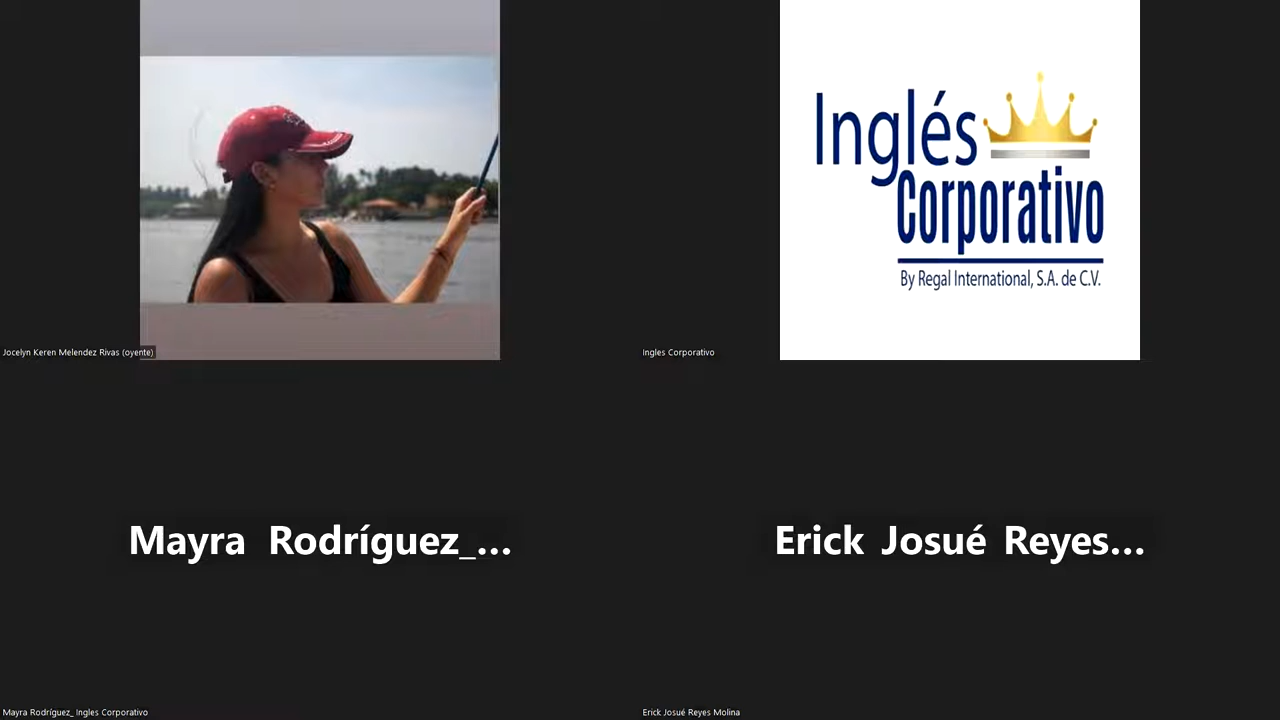 Jocelyn Keren Melendez Rivas (oyente)
Inglés
Corporativo
By Regal International, S.A. de C.V.
Ingles Corporativo
Mayra Rodríguez_...
Erick Josué Reyes...
Mayra Rodríguez_ Ingles Corporativo
Erick Josué Reyes Molina